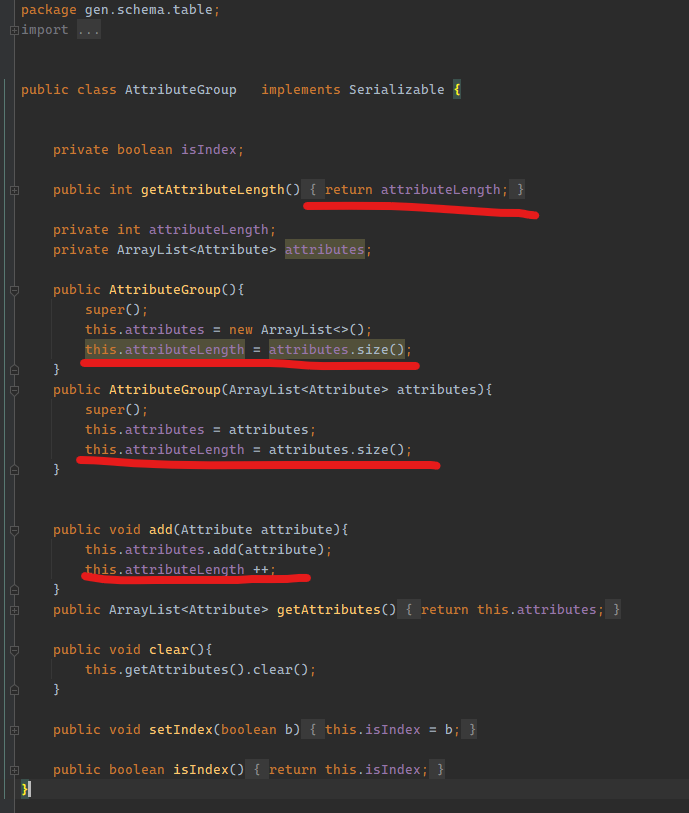 package gen.schema.table;
import ...
public class AttributeGroup   implements Serializable {
    private boolean isIndex;
    public int getAttributeLength() { return attributeLength; }
    private int attributeLength;
    private ArrayList<Attribute> attributes;
    public AttributeGroup(){
        super();
        this.attributes = new ArrayList<>();
        this.attributeLength = attributes.size();
    }
    public AttributeGroup(ArrayList<Attribute> attributes){
        super();
        this.attributes = attributes;
        this.attributeLength = attributes.size();
    }
    public void add(Attribute attribute){
        this.attributes.add(attribute);
        this.attributeLength ++;
    }
    public ArrayList<Attribute> getAttributes() { return this.attributes; }
    public void clear(){
        this.getAttributes().clear();
    }
    public void setIndex(boolean b) { this.isIndex = b; }
    public boolean isIndex() { return this.isIndex; }
}